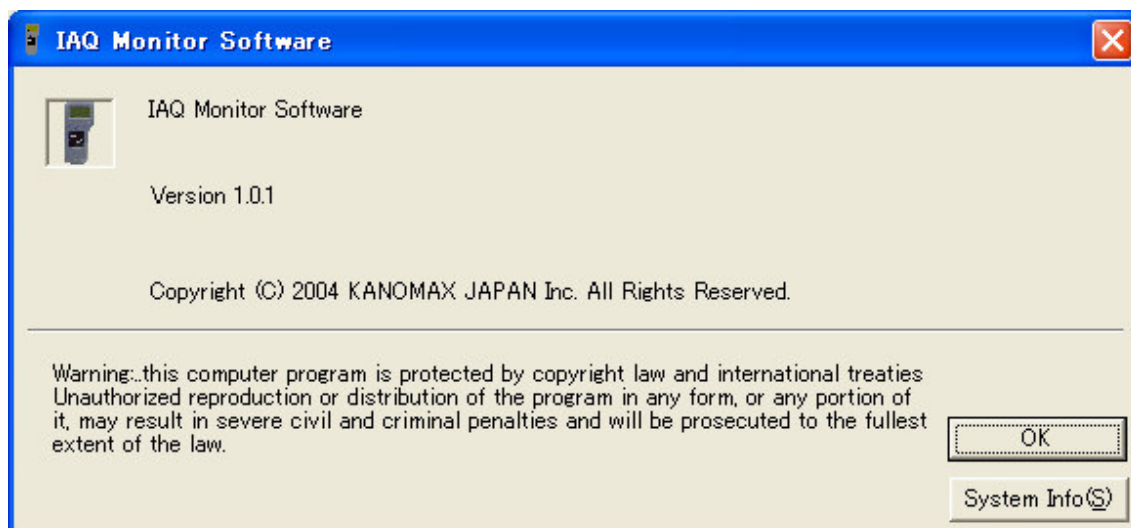 IAQ Monitor Software
IAQ Monitor Software
Version 1.0.1
Copyright (C) 2004 KANOMAX JAPAN Inc. All Rights Reserved.
Warning:..this computer program is protected by copyright law and international treaties
Unauthorized reproduction or distribution of the program in any form, or any portion of
it, may result in severe civil and criminal penalties and will be prosecuted to the fullest
extent of the law.
OK
System Info(S)